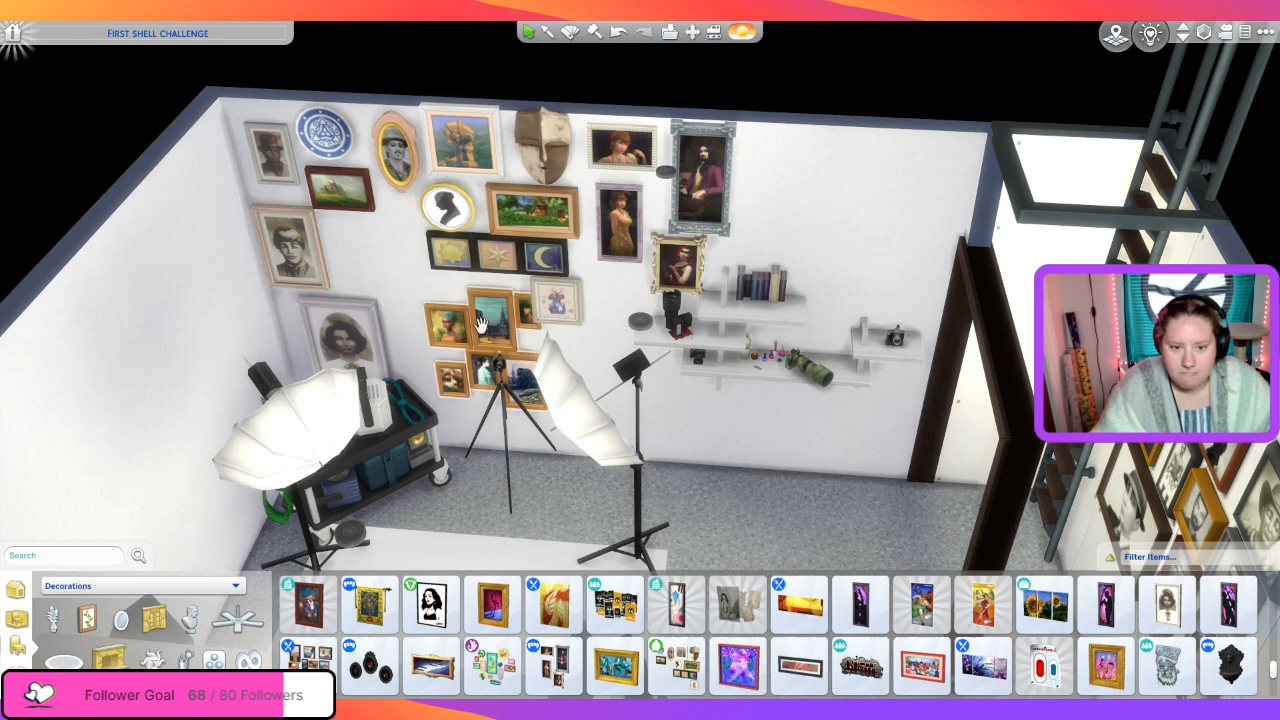 FIRST SHELL CHALLENGE
Search
Filter Items...
Decorations
Follower Goal 68 / 80 Followers